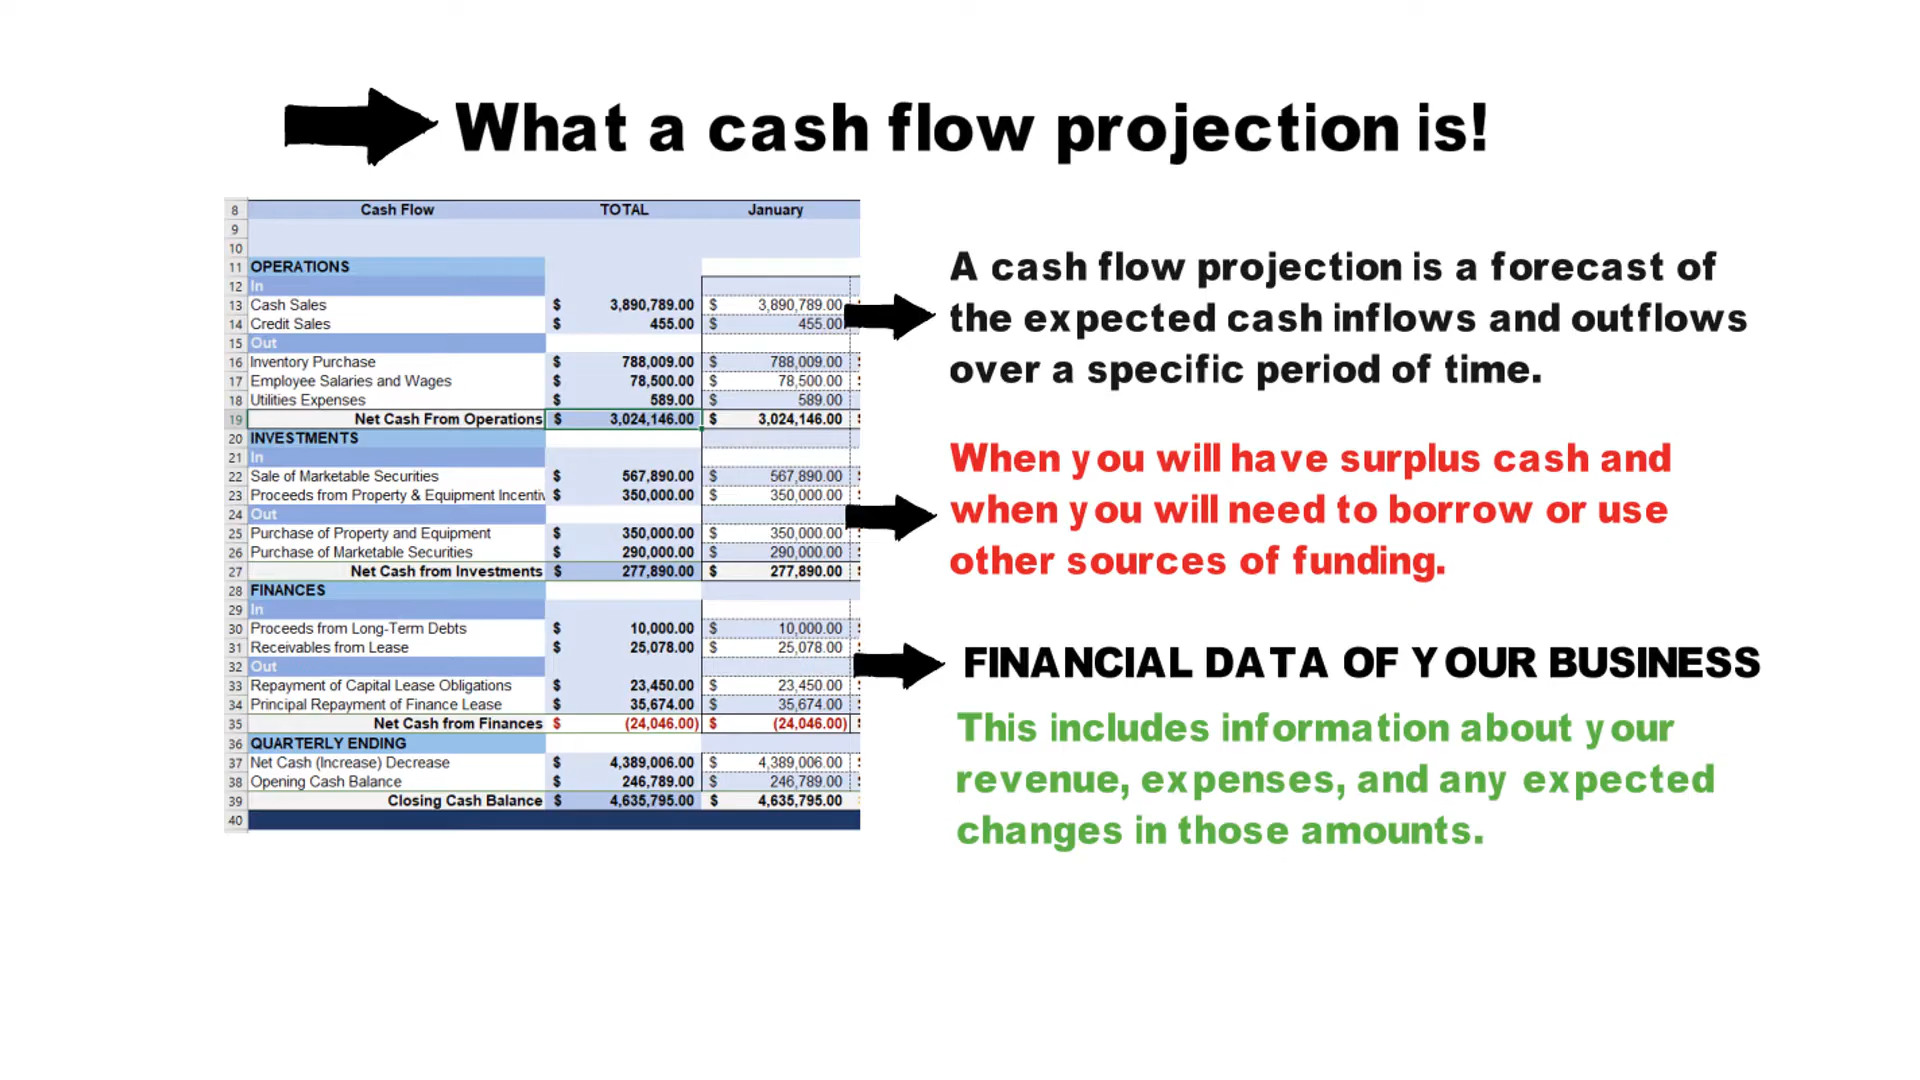 What a cash flow projection is!
8 Cash Flow TOTAL January
9
10
11 OPERATIONS
12 In
13 Cash Sales $ 3,890,789.00 $ 3,890,789.00
14 Credit Sales $ 455.00 $ 455.00
15 Out
16 Inventory Purchase $ 788,009.00 $ 788,009.00
17 Employee Salaries and Wages $ 78,500.00 $ 78,500.00
18 Utilities Expenses $ 589.00 $ 589.00
19 Net Cash From Operations $ 3,024,146.00 $ 3,024,146.00
20 INVESTMENTS
21 In
22 Sale of Marketable Securities $ 567,890.00 $ 567,890.00
23 Proceeds from Property & Equipment Incentiv $ 350,000.00 $ 350,000.00
24 Out
25 Purchase of Property and Equipment $ 350,000.00 $ 350,000.00
26 Purchase of Marketable Securities $ 290,000.00 $ 290,000.00
27 Net Cash from Investments $ 277,890.00 $ 277,890.00
28 FINANCES
29 In
30 Proceeds from Long-Term Debts $ 10,000.00 $ 10,000.00
31 Receivables from Lease $ 25,078.00 $ 25,078.00
32 Out
33 Repayment of Capital Lease Obligations $ 23,450.00 $ 23,450.00
34 Principal Repayment of Finance Lease $ 35,674.00 $ 35,674.00
35 Net Cash from Finances $ (24,046.00) $ (24,046.00)
36 QUARTERLY ENDING
37 Net Cash (Increase) Decrease $ 4,389,006.00 $ 4,389,006.00
38 Opening Cash Balance $ 246,789.00 $ 246,789.00
39 Closing Cash Balance $ 4,635,795.00 $ 4,635,795.00
40
A cash flow projection is a forecast of
the expected cash inflows and outflows
over a specific period of time.
When you will have surplus cash and
when you will need to borrow or use
other sources of funding.
FINANCIAL DATA OF YOUR BUSINESS
This includes information about your
revenue, expenses, and any expected
changes in those amounts.